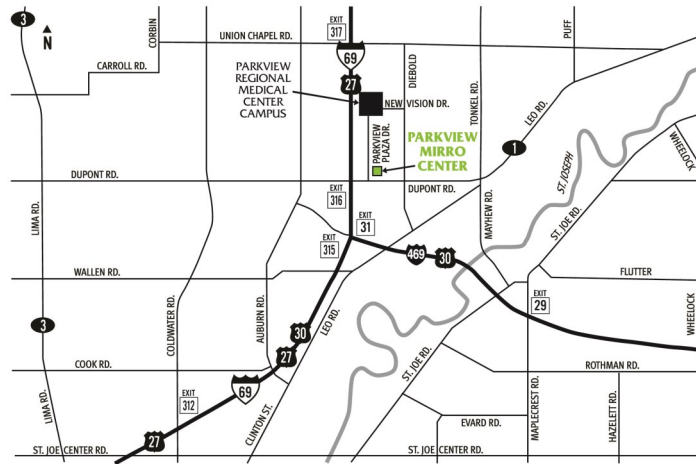 3
N
CORBIN
UNION CHAPEL RD.
EXIT
317
69
27
PUFF
CARROLL RD.
PARKVIEW
REGIONAL
MEDICAL
CENTER
CAMPUS
DIEBOLD
NEW VISION DR.
TONKEL RD.
LEO RD.
PARKVIEW
PLAZA DR.
PARKVIEW
MIRRO
CENTER
1
WHEELOCK
ST. JOSEPH
DUPONT RD.
DUPONT RD.
LIMA RD.
EXIT
316
EXIT
31
MAYHEW RD.
ST. JOE RD.
EXIT
315
469
30
WALLEN RD.
FLUTTER
EXIT
29
3
COLDWATER RD.
AUBURN RD.
30
27
LEO RD.
WHEELOCK
COOK RD.
ST. JOE RD.
ROTHMAN RD.
69
EXIT
312
LIMA RD.
CLINTON ST.
MAPLECREST RD.
HAZELETT RD.
EVARD RD.
27
ST. JOE CENTER RD.
ST. JOE CENTER RD.